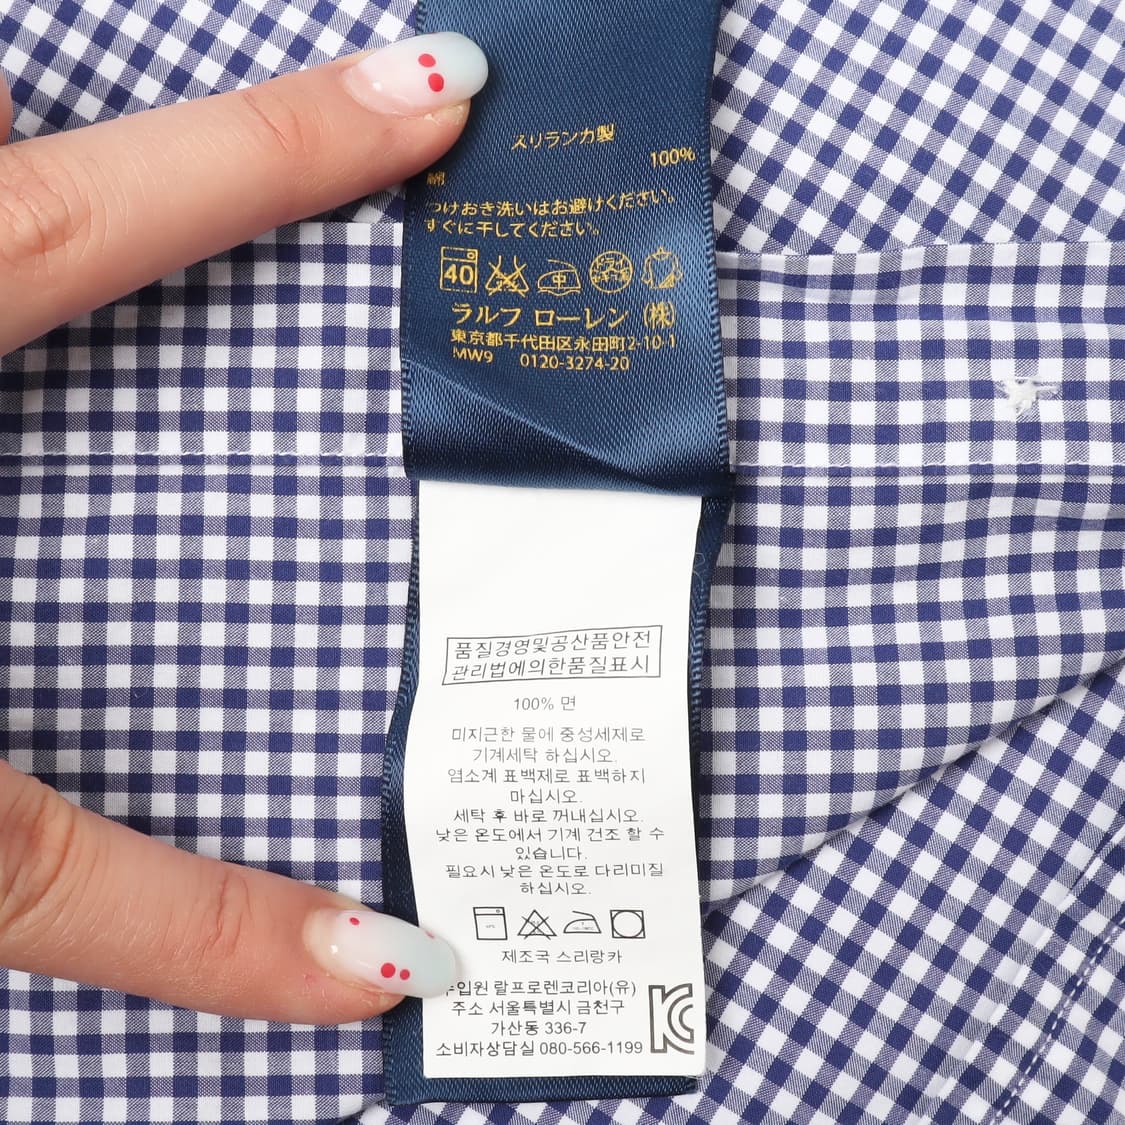 スリランカ製
綿 100%
つけおき洗いはお避けください。
すぐに干してください。
40 中 ドライ
ラルフ ローレン (株)
東京都千代田区永田町2-10-1
MW9 0120-3274-20
품질경영및공산품안전
관리법에의한품질표시
100% 면
미지근한 물에 중성세제로
기계세탁 하십시오.
염소계 표백제로 표백하지
마십시오.
세탁 후 바로 꺼내십시오.
낮은 온도에서 기계 건조 할 수
있습니다.
필요시 낮은 온도로 다리미질
하십시오.
제조국 스리랑카
수입원 랄프로렌코리아(유)
주소 서울특별시 금천구
가산동 336-7
소비자상담실 080-566-1199